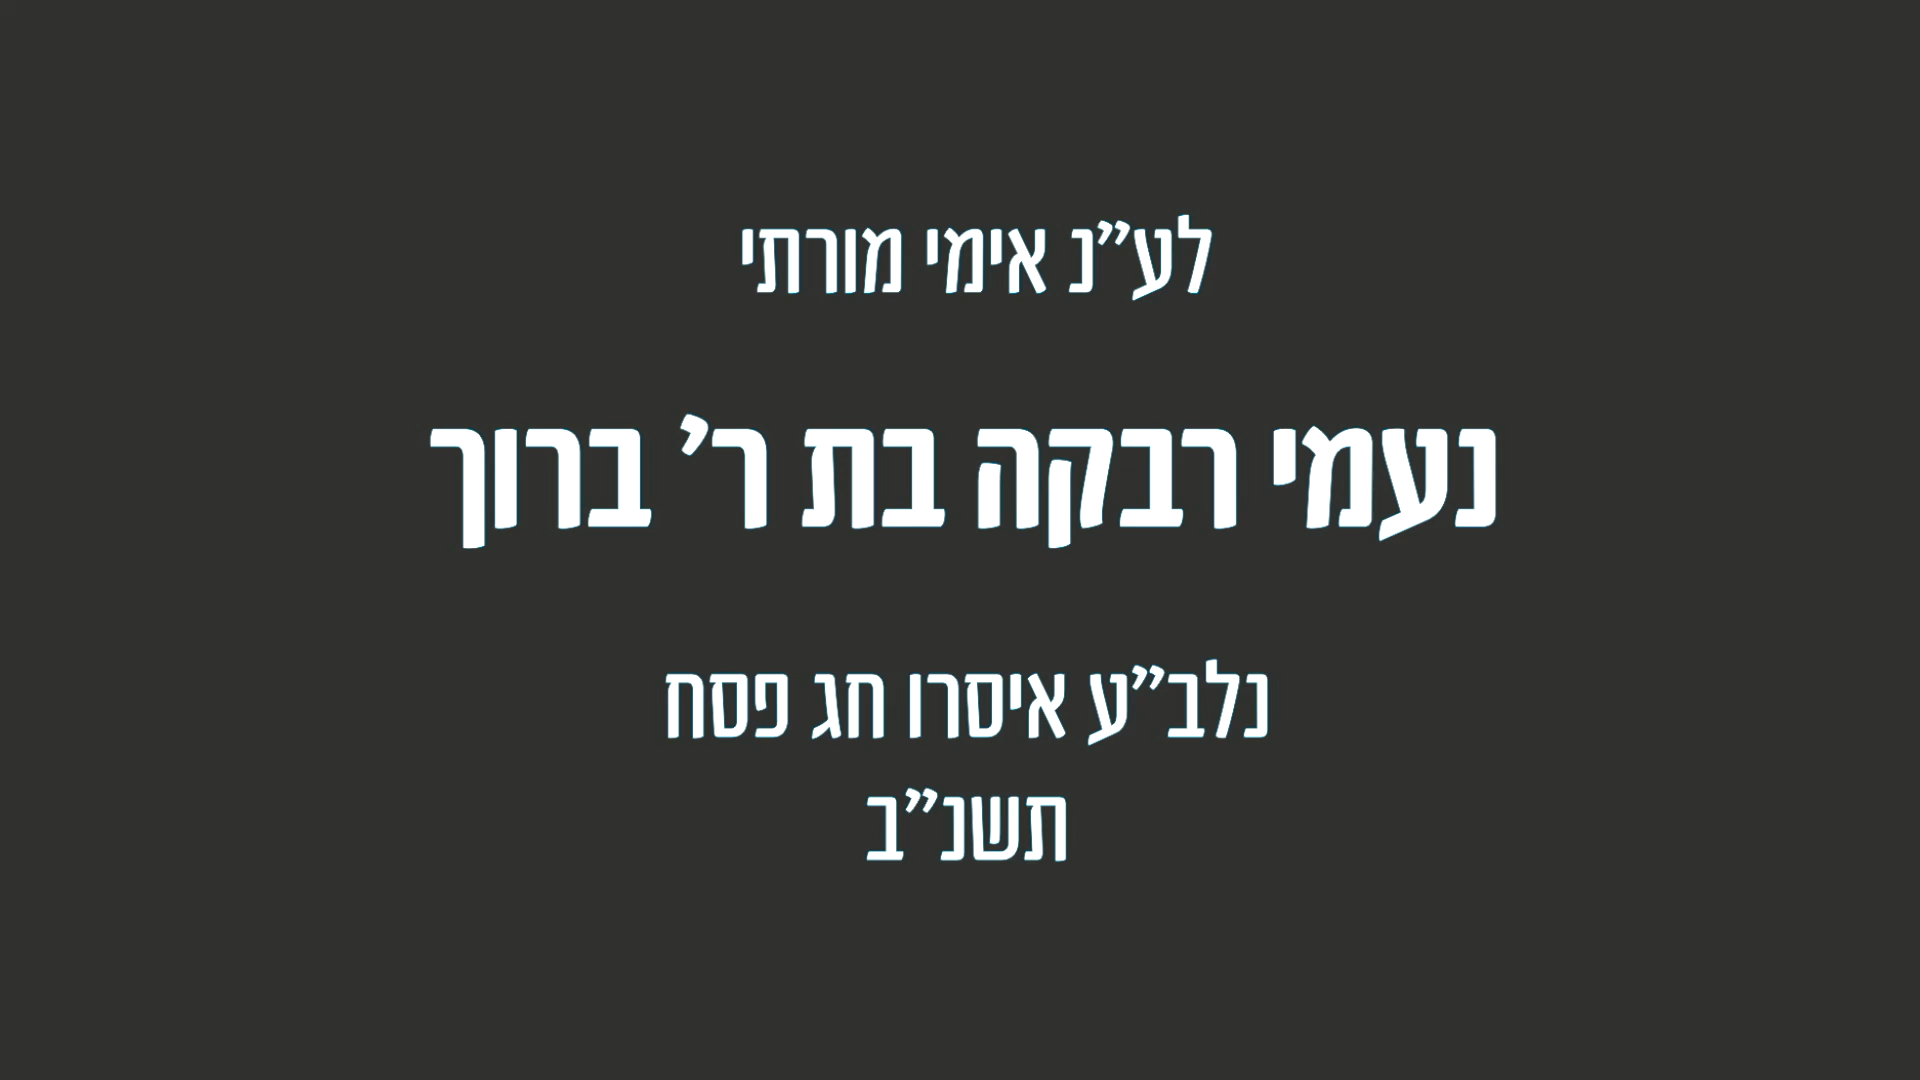 לע”נ אימי מורתי
נעמי רבקה בת ר’ ברוך
נלב”ע איסרו חג פסח
תשנ”ב